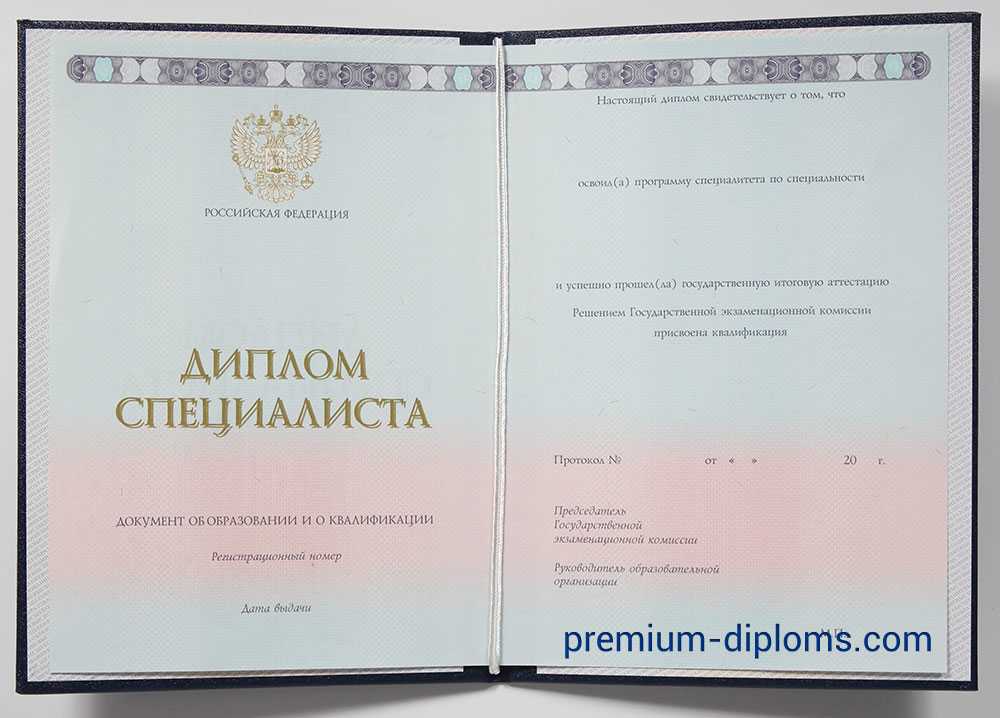 РОССИЙСКАЯ ФЕДЕРАЦИЯ
ДИПЛОМ
СПЕЦИАЛИСТА
ДОКУМЕНТ ОБ ОБРАЗОВАНИИ И О КВАЛИФИКАЦИИ
Регистрационный номер
Дата выдачи
Настоящий диплом свидетельствует о том, что
освоил(а) программу специалитета по специальности
и успешно прошел(ла) государственную итоговую аттестацию
Решением Государственной экзаменационной комиссии
присвоена квалификация
Протокол № от « » 20 г.
Председатель
Государственной
экзаменационной комиссии
Руководитель образовательной
организации
М.П.
premium-diploms.com